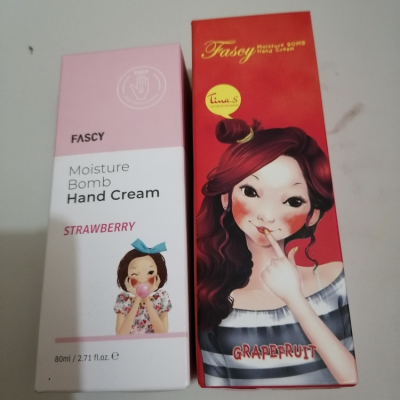 FASCY
Moisture
Bomb
Hand Cream
STRAWBERRY
80ml / 2.71 fl.oz. ℮
Fascy Moisture BOMB
Hand Cream
Tina.S
GRAPEFRUIT